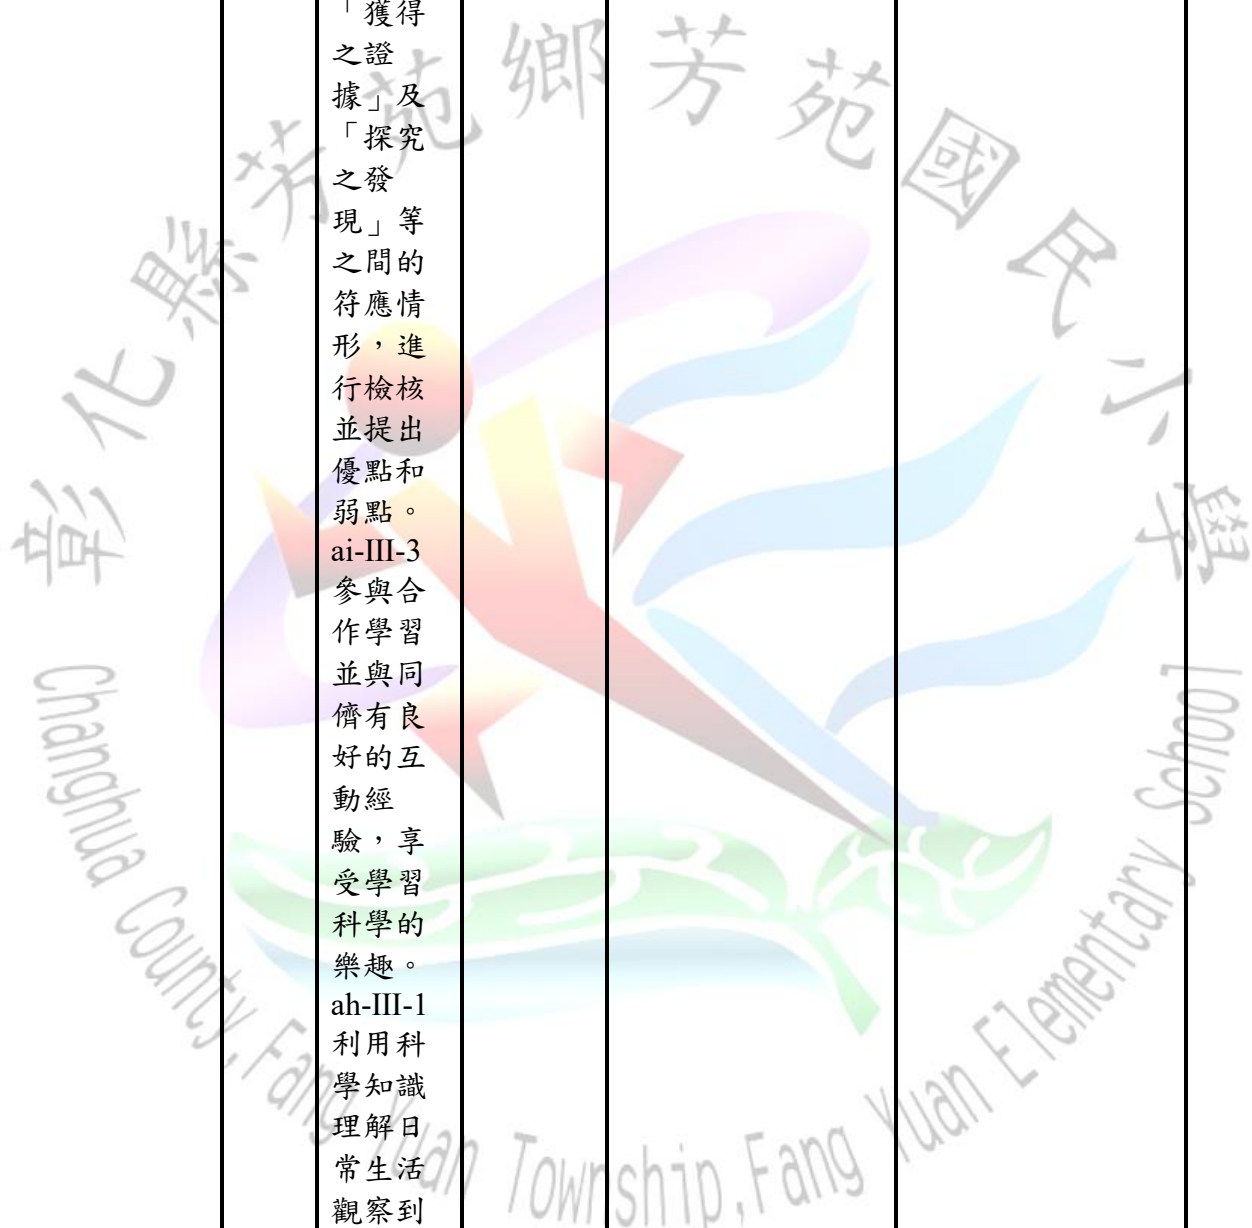 「獲得
之證
據」及
「探究
之發
現」等
之間的
符應情
形，進
行檢核
並提出
優點和
弱點。
ai-III-3
參與合
作學習
並與同
儕有良
好的互
動經
驗，享
受學習
科學的
樂趣。
ah-III-1
利用科
學知識
理解日
常生活
觀察到
彰化縣芳苑鄉芳苑國民小學
Changhua County, Fang Yuan Township, Fang Yuan Elementary School